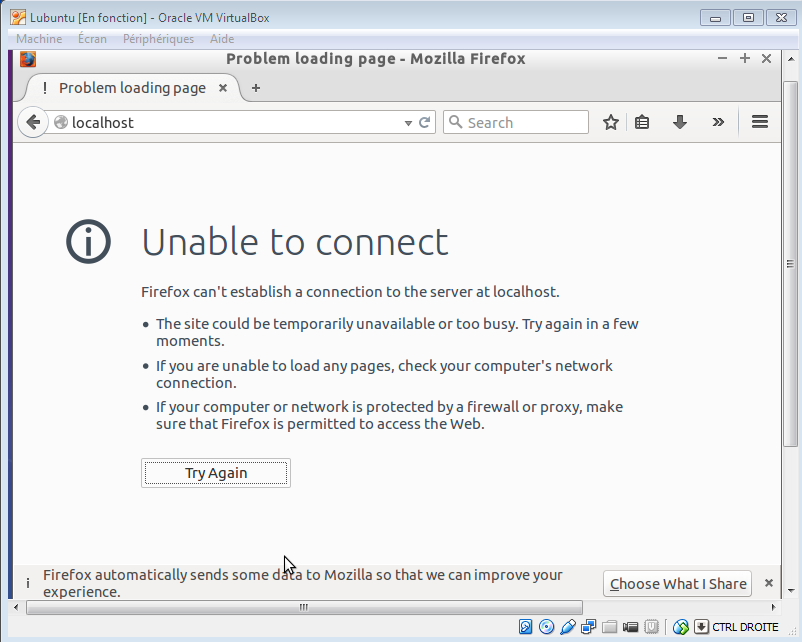 Lubuntu [En fonction] - Oracle VM VirtualBox
Machine Écran Périphériques Aide
Problem loading page - Mozilla Firefox
! Problem loading page × +
localhost Search
Unable to connect
Firefox can't establish a connection to the server at localhost.
• The site could be temporarily unavailable or too busy. Try again in a few
moments.
• If you are unable to load any pages, check your computer's network
connection.
• If your computer or network is protected by a firewall or proxy, make
sure that Firefox is permitted to access the Web.
Try Again
Firefox automatically sends some data to Mozilla so that we can improve your
experience.
Choose What I Share
CTRL DROITE